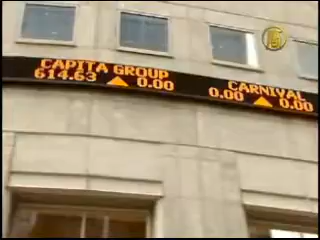 CAPITA GROUP
614.63 ▲ 0.00
CARNIVAL
0.00 ▲ 0.00